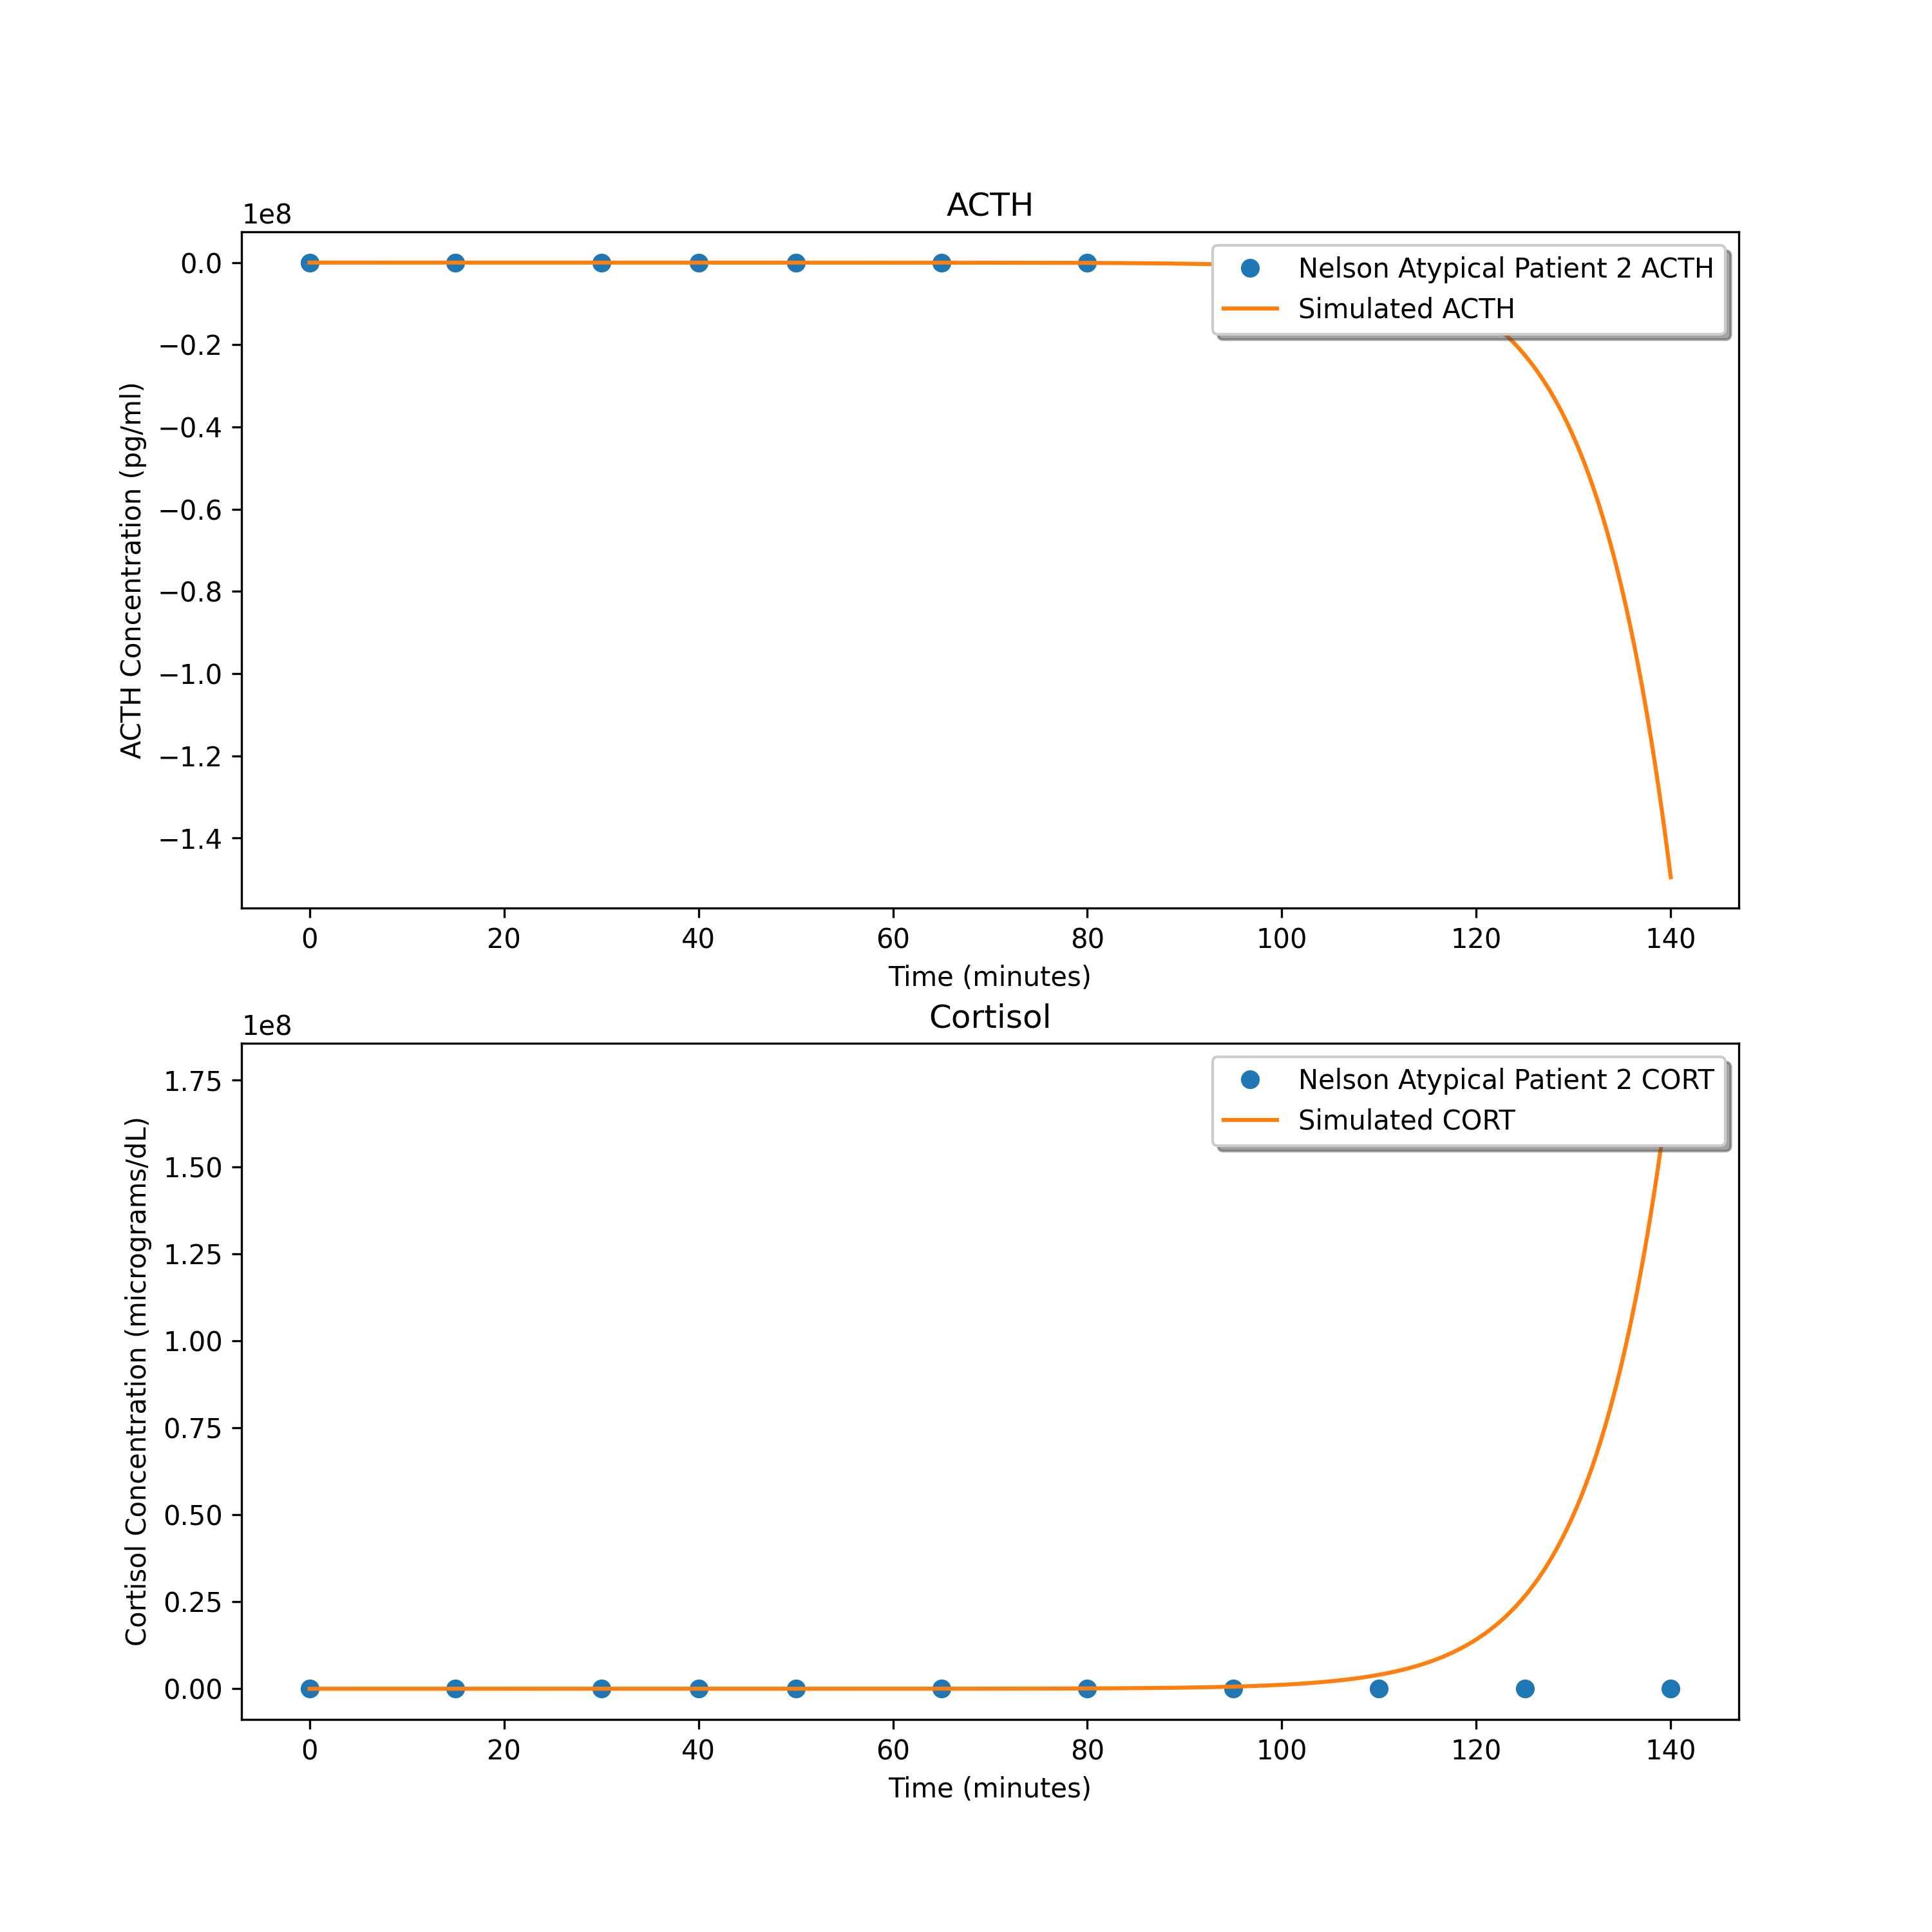 ACTH
1e8
0.0
−0.2
−0.4
−0.6
−0.8
−1.0
−1.2
−1.4
ACTH Concentration (pg/ml)
Nelson Atypical Patient 2 ACTH
Simulated ACTH
0 20 40 60 80 100 120 140
Time (minutes)
Cortisol
1e8
1.75
1.50
1.25
1.00
0.75
0.50
0.25
0.00
Cortisol Concentration (micrograms/dL)
Nelson Atypical Patient 2 CORT
Simulated CORT
0 20 40 60 80 100 120 140
Time (minutes)